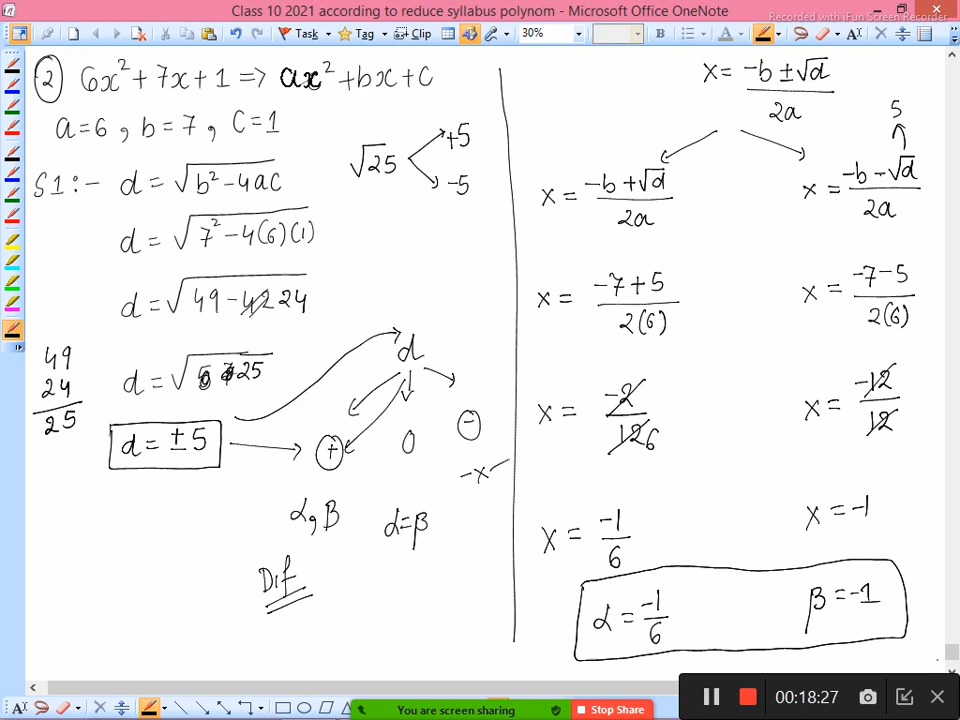 Class 10 2021 according to reduce syllabus polynom - Microsoft Office OneNote
Recorded with iFun Screen Recorder
Task Tag Clip 30% B A
② 6x² + 7x + 1 ⇒ ax² + bx + c
a = 6 , b = 7 , c = 1
S1 :- d = √b² - 4ac
d = √7² - 4(6)(1)
d = √49 - 42 24
d = √25
49
24
25
d = ± 5
√25
+5
-5
d
+
0
-
-x
α, β
α = β
Dif
x = -b ± √d / 2a
x = -b + √d / 2a
x = -7 + 5 / 2(6)
x = -2 / 12 6
x = -1 / 6
5
x = -b - √d / 2a
x = -7 - 5 / 2(6)
x = -12 / 12
x = -1
α = -1 / 6
β = -1
You are screen sharing
Stop Share
00:18:27